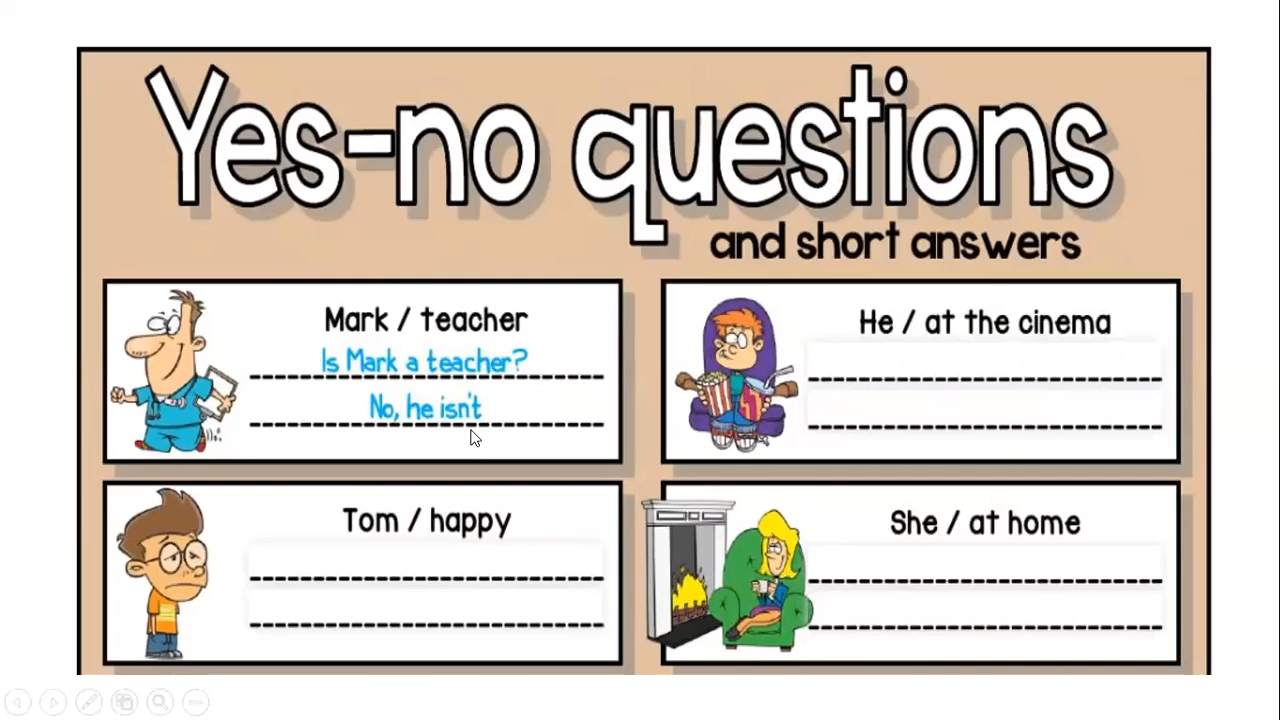 Yes-no questions
and short answers
Mark / teacher
Is Mark a teacher?
No, he isn't
He / at the cinema
Tom / happy
She / at home